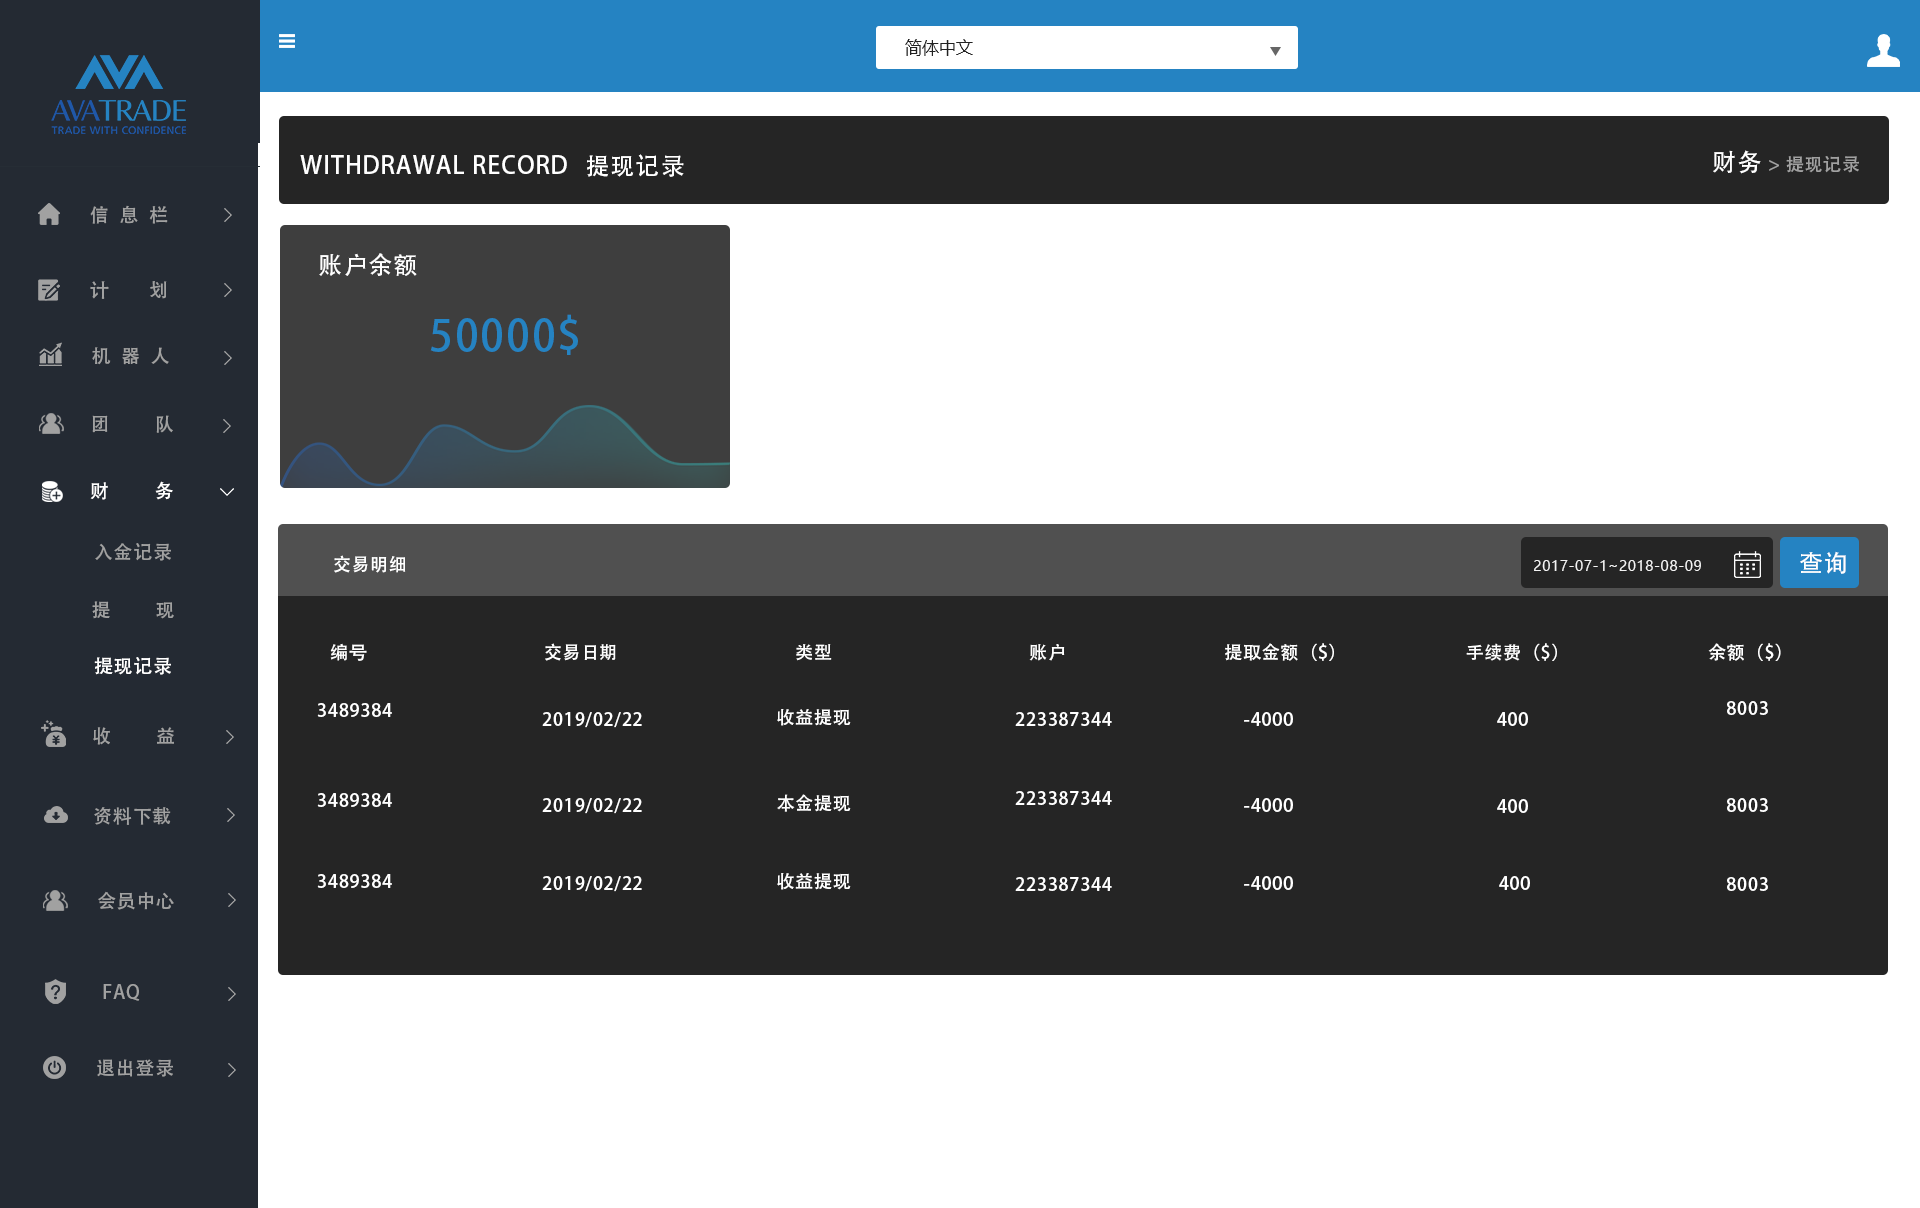 AVATRADE
TRADE WITH CONFIDENCE
简体中文
WITHDRAWAL RECORD 提现记录
财务 > 提现记录
信息栏
计划
机器人
团队
财务
入金记录
提现
提现记录
收益
资料下载
会员中心
FAQ
退出登录
账户余额
50000$
交易明细
2017-07-1~2018-08-09
查询
编号 交易日期 类型 账户 提取金额（$） 手续费（$） 余额（$）
3489384 2019/02/22 收益提现 223387344 -4000 400 8003
3489384 2019/02/22 本金提现 223387344 -4000 400 8003
3489384 2019/02/22 收益提现 223387344 -4000 400 8003